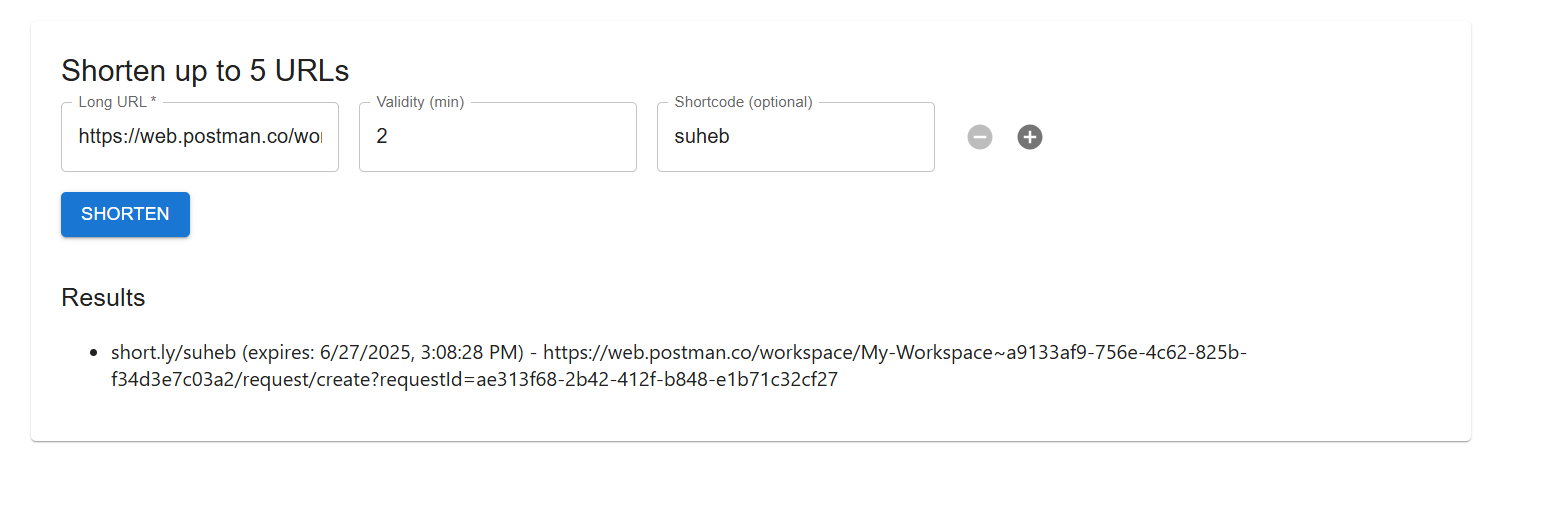 Shorten up to 5 URLs
Long URL *
Validity (min)
Shortcode (optional)
https://web.postman.co/wor
2
suheb
SHORTEN
Results
short.ly/suheb (expires: 6/27/2025, 3:08:28 PM) - https://web.postman.co/workspace/My-Workspace~a9133af9-756e-4c62-825b-
f34d3e7c03a2/request/create?requestId=ae313f68-2b42-412f-b848-e1b71c32cf27